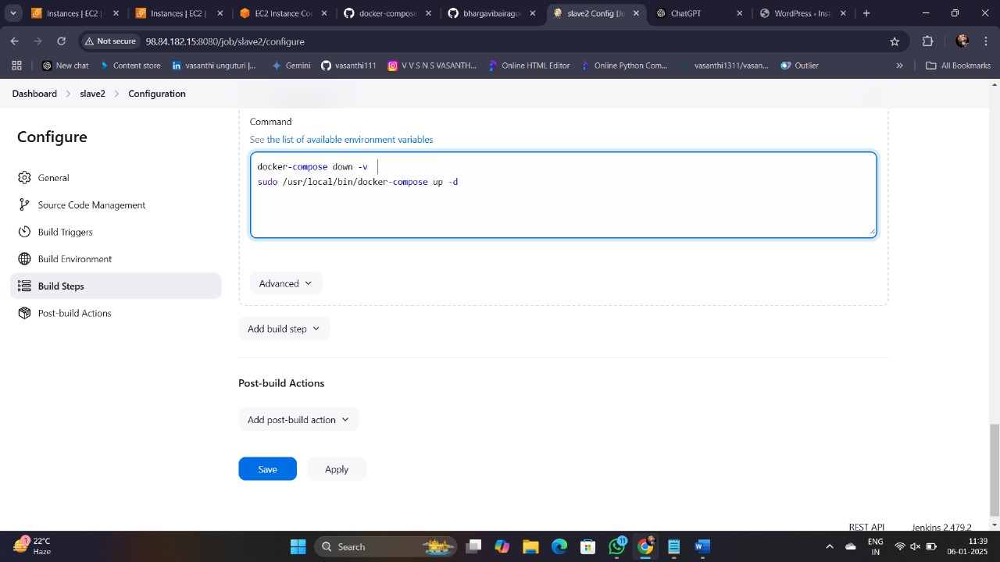 Instances | EC2 |
Instances | EC2 |
EC2 Instance Con
docker-compose
bhargavibairago
slave2 Config [Je
ChatGPT
WordPress › Inst
Not secure
98.84.182.15:8080/job/slave2/configure
New chat
Content store
vasanthi unguturi |...
Gemini
vasanthi111
V V S N S VASANTH...
Online HTML Editor
Online Python Com...
vasanthi1311/vasan...
Outlier
All Bookmarks
Dashboard
slave2
Configuration
Configure
General
Source Code Management
Build Triggers
Build Environment
Build Steps
Post-build Actions
Command
See the list of available environment variables
docker-compose down -v
sudo /usr/local/bin/docker-compose up -d
Advanced
Add build step
Post-build Actions
Add post-build action
Save
Apply
REST API
Jenkins 2.479.2
1
22°C
Haze
Search
11
ENG
IN
11:39
06-01-2025